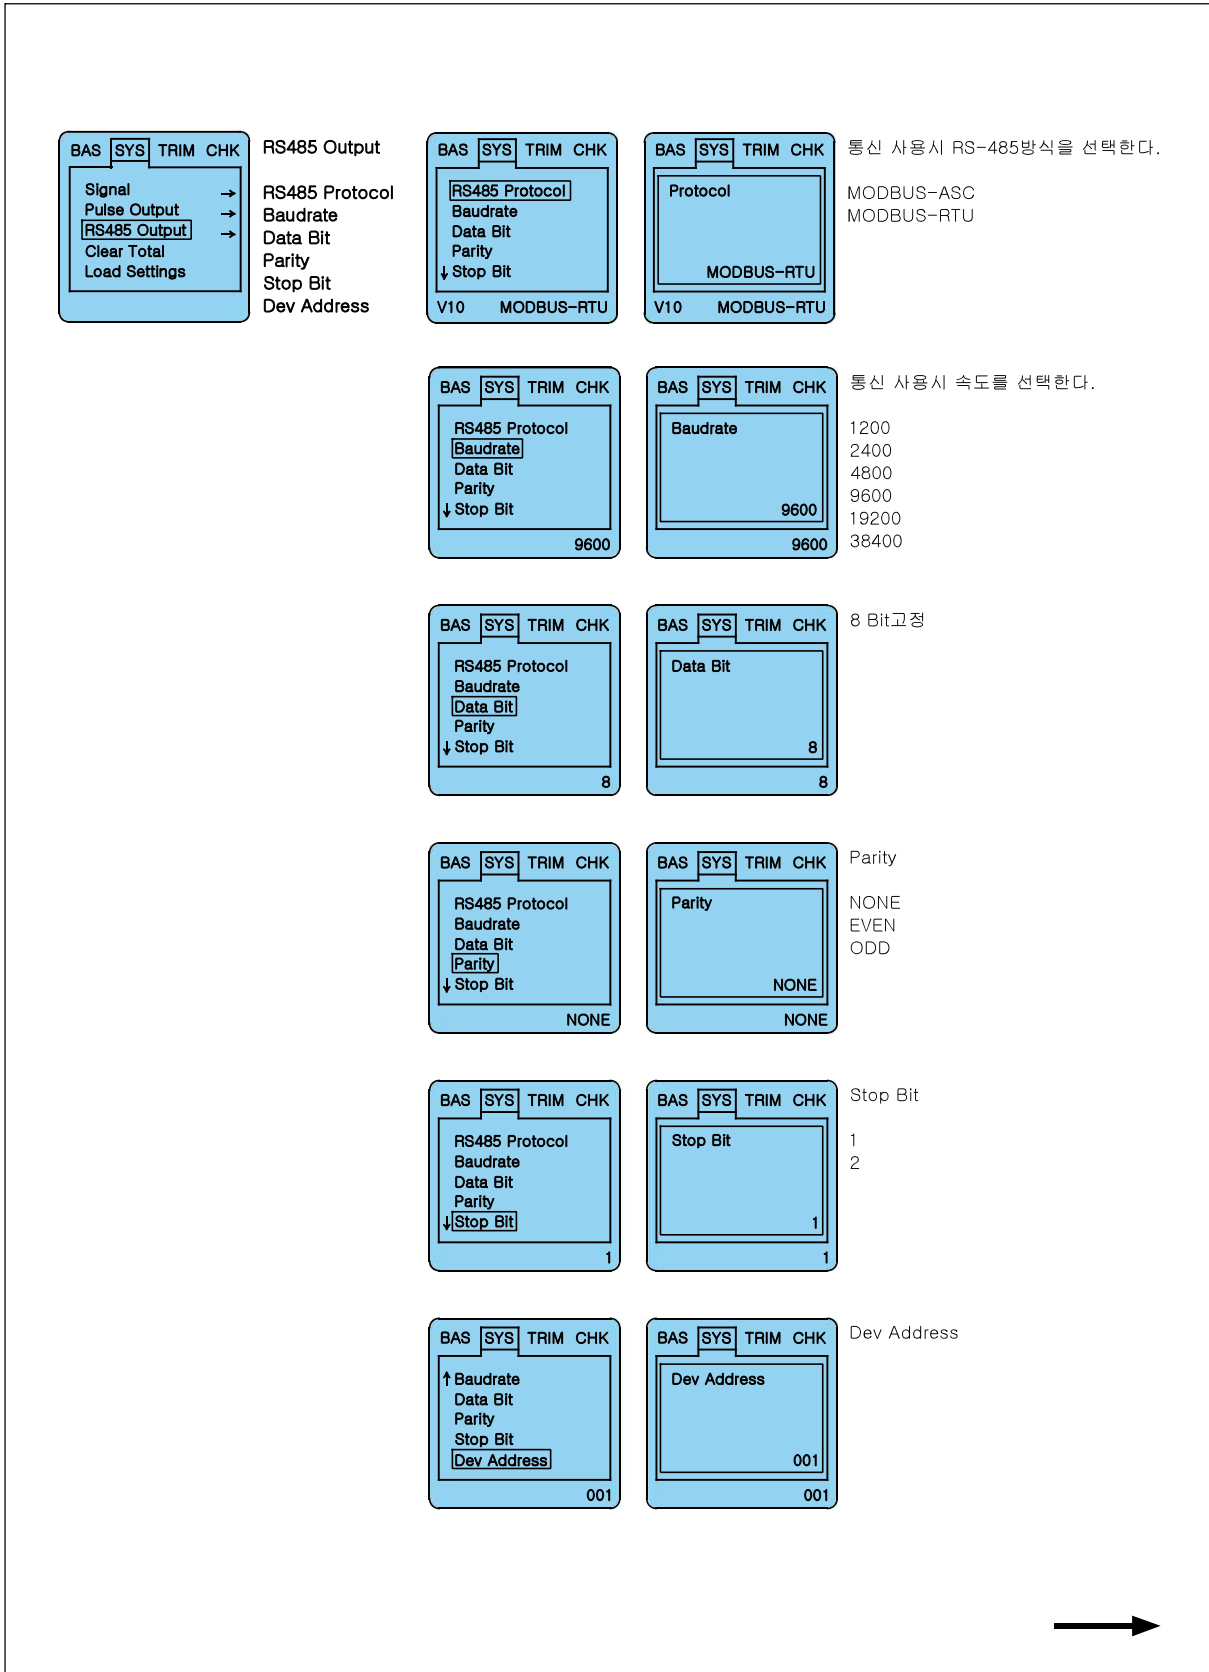 BAS SYS TRIM CHK
Signal →
Pulse Output →
RS485 Output →
Clear Total
Load Settings
RS485 Output
RS485 Protocol
Baudrate
Data Bit
Parity
Stop Bit
Dev Address
BAS SYS TRIM CHK
RS485 Protocol
Baudrate
Data Bit
Parity
↓ Stop Bit
V10 MODBUS-RTU
BAS SYS TRIM CHK
Protocol
MODBUS-RTU
V10 MODBUS-RTU
통신 사용시 RS-485방식을 선택한다.
MODBUS-ASC
MODBUS-RTU
BAS SYS TRIM CHK
RS485 Protocol
Baudrate
Data Bit
Parity
↓ Stop Bit
9600
BAS SYS TRIM CHK
Baudrate
9600
9600
통신 사용시 속도를 선택한다.
1200
2400
4800
9600
19200
38400
BAS SYS TRIM CHK
RS485 Protocol
Baudrate
Data Bit
Parity
↓ Stop Bit
8
BAS SYS TRIM CHK
Data Bit
8
8
8 Bit고정
BAS SYS TRIM CHK
RS485 Protocol
Baudrate
Data Bit
Parity
↓ Stop Bit
NONE
BAS SYS TRIM CHK
Parity
NONE
NONE
Parity
NONE
EVEN
ODD
BAS SYS TRIM CHK
RS485 Protocol
Baudrate
Data Bit
Parity
↓ Stop Bit
1
BAS SYS TRIM CHK
Stop Bit
1
1
Stop Bit
1
2
BAS SYS TRIM CHK
↑ Baudrate
Data Bit
Parity
Stop Bit
Dev Address
001
BAS SYS TRIM CHK
Dev Address
001
001
Dev Address